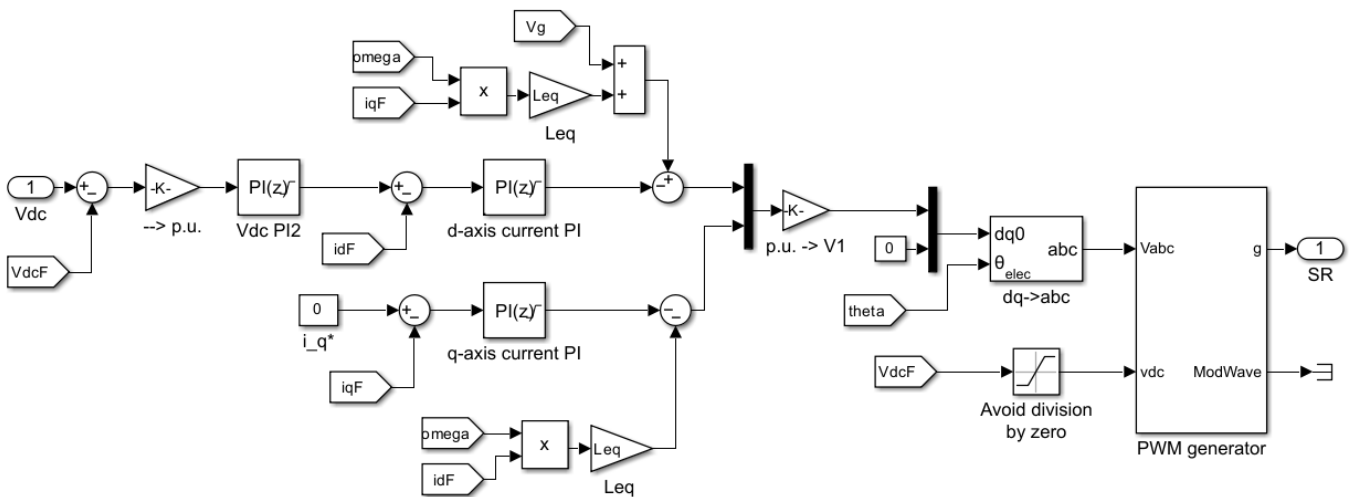 Vg
omega
iqF
x
Leq
Leq
+
+
1
Vdc
+
−
-K-
--> p.u.
PI(z)
Vdc PI2
+
−
PI(z)
d-axis current PI
−
+
-K-
p.u. -> V1
VdcF
idF
0
i_q*
+
−
PI(z)
q-axis current PI
−
−
iqF
omega
idF
x
Leq
Leq
0
theta
dq0
θelec
abc
dq->abc
VdcF
Avoid division
by zero
Vabc
vdc
g
ModWave
PWM generator
1
SR